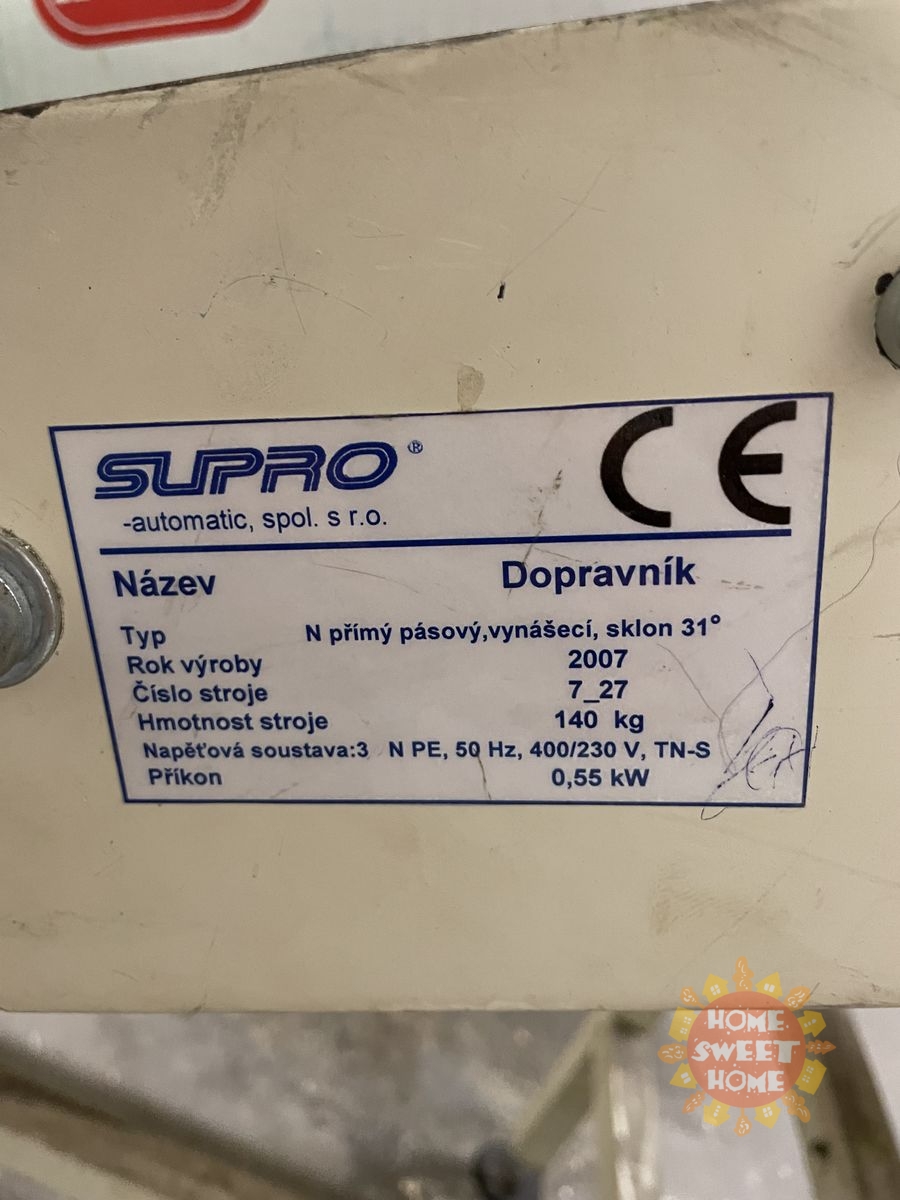 SUPRO®
-automatic, spol. s r.o.
CE
Název Dopravník
Typ N přímý pásový,vynášecí, sklon 31°
Rok výroby 2007
Číslo stroje 7_27
Hmotnost stroje 140 kg
Napěťová soustava:3 N PE, 50 Hz, 400/230 V, TN-S
Příkon 0,55 kW
HOME
SWEET
HOME